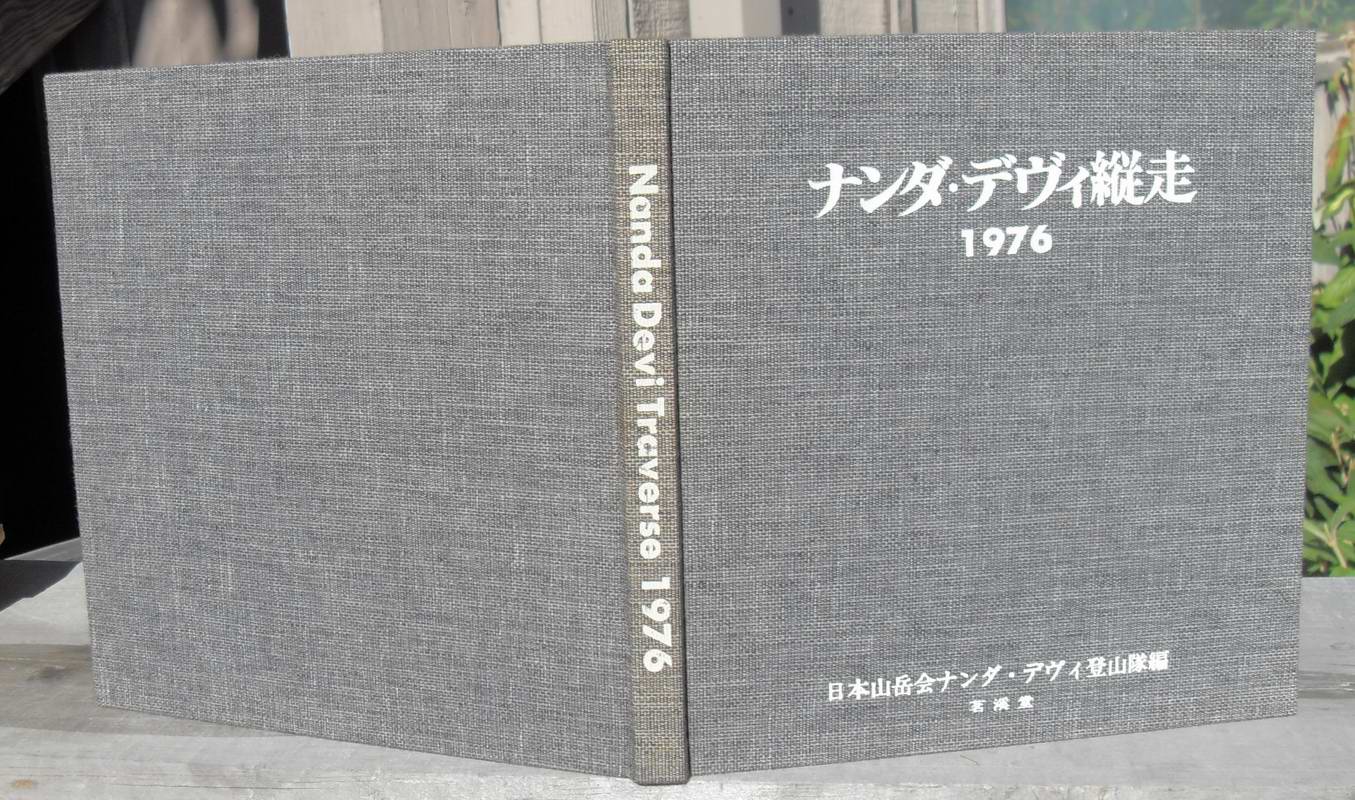 Nanda Devi Traverse 1976
ナンダ・デヴィ縦走
1976
日本山岳会ナンダ・デヴィ登山隊編
茗溪堂